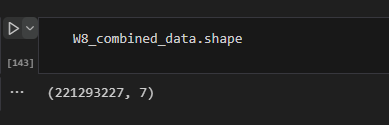 W8_combined_data.shape
[143]
... (221293227, 7)